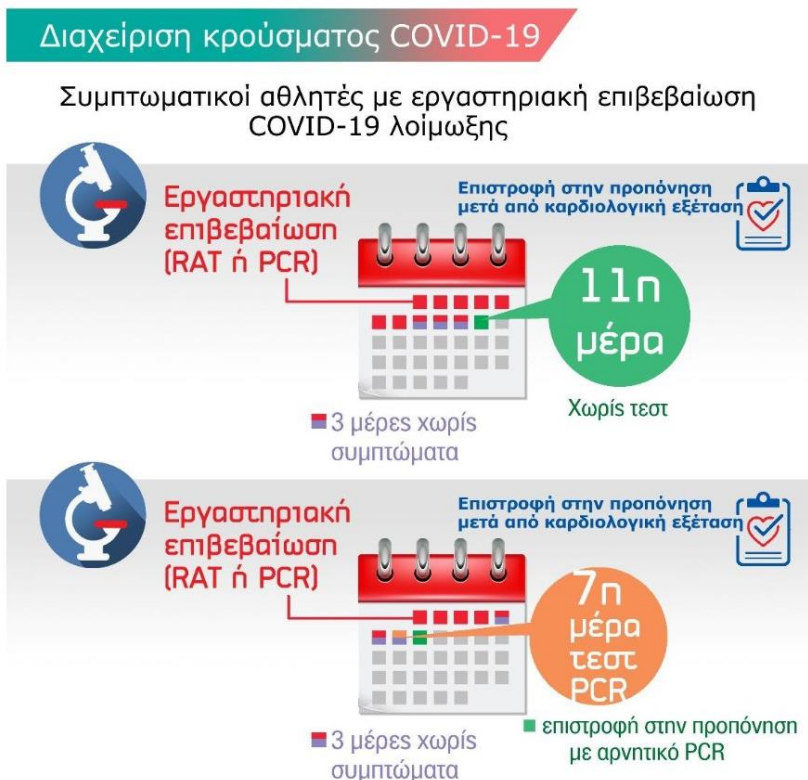 Διαχείριση κρούσματος COVID-19
Συμπτωματικοί αθλητές με εργαστηριακή επιβεβαίωση
COVID-19 λοίμωξης
Εργαστηριακή
επιβεβαίωση
(RAT ή PCR)
Επιστροφή στην προπόνηση
μετά από καρδιολογική εξέταση
11η
μέρα
Χωρίς τεστ
3 μέρες χωρίς
συμπτώματα
Εργαστηριακή
επιβεβαίωση
(RAT ή PCR)
Επιστροφή στην προπόνηση
μετά από καρδιολογική εξέταση
7η
μέρα
τεστ
PCR
επιστροφή στην προπόνηση
με αρνητικό PCR
3 μέρες χωρίς
συμπτώματα